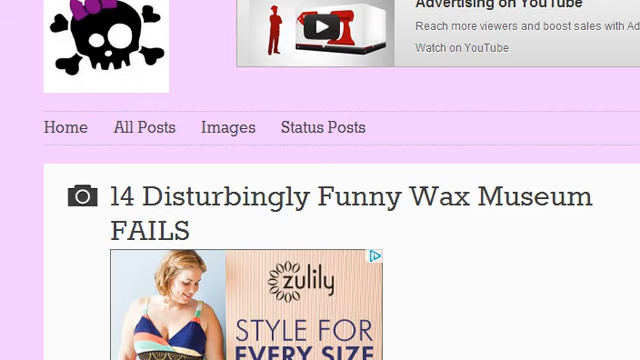 Advertising on YouTube
Reach more viewers and boost sales with Ad
Watch on YouTube
Home All Posts Images Status Posts
14 Disturbingly Funny Wax Museum
FAILS
zulily
STYLE FOR
EVERY SIZE